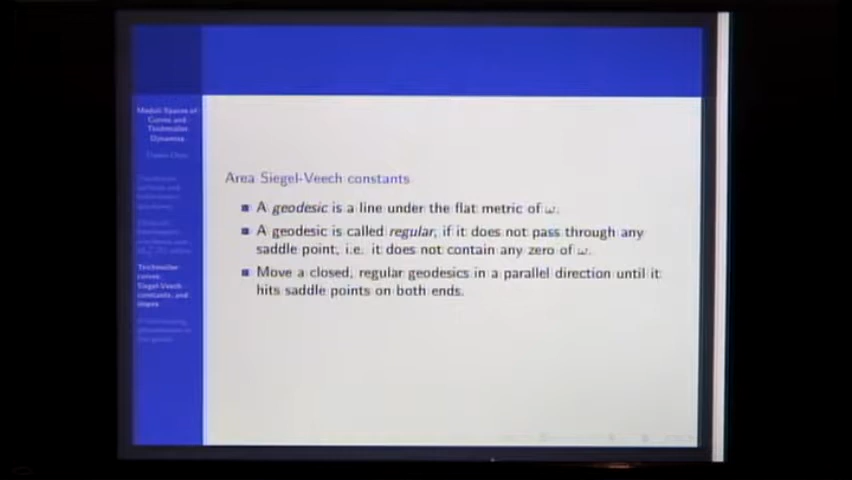 Moduli Spaces of
Curves and
Teichmüller
Dynamics
Dawei Chen
Teichmüller
curves,
Siegel-Veech
constants, and
slopes
Area Siegel-Veech constants
A geodesic is a line under the flat metric of ω.
A geodesic is called regular, if it does not pass through any
saddle point, i.e. it does not contain any zero of ω.
Move a closed, regular geodesics in a parallel direction until it
hits saddle points on both ends.